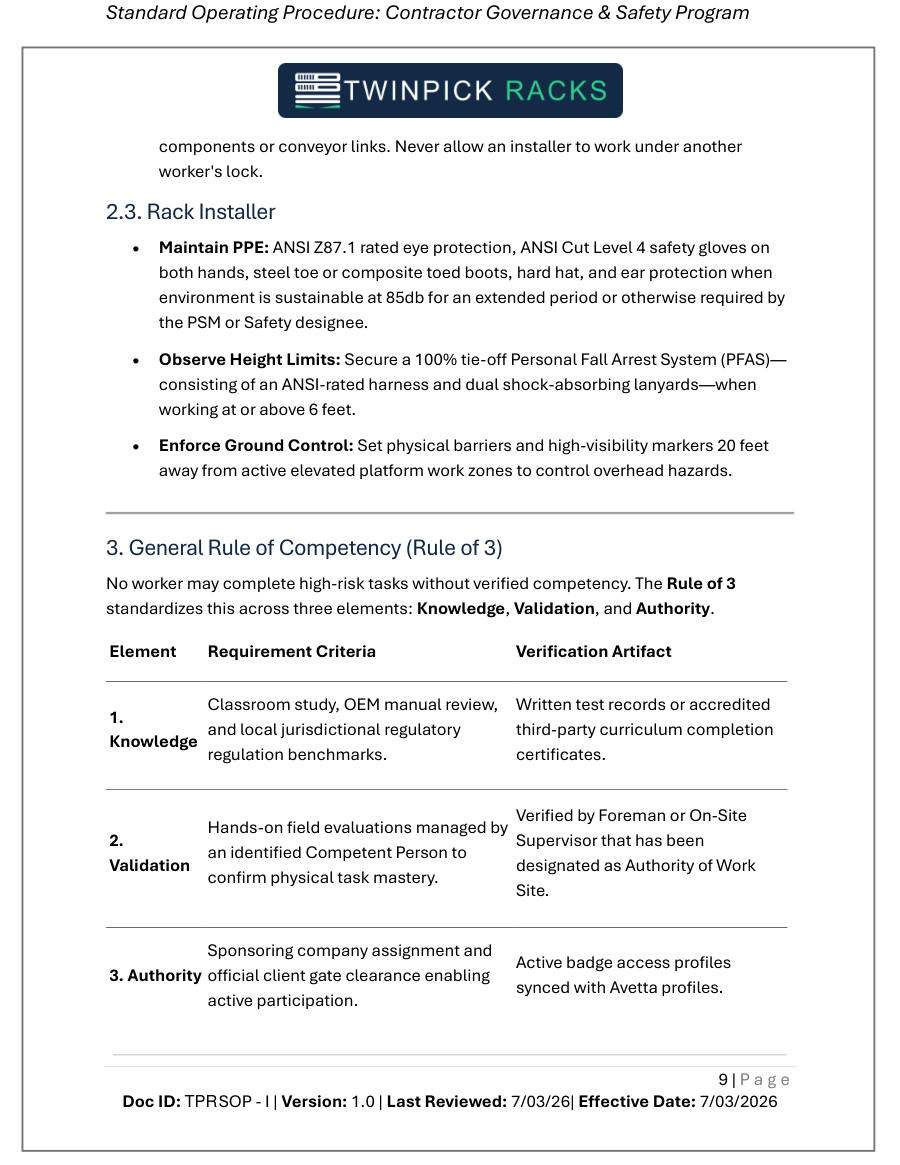 Standard Operating Procedure: Contractor Governance & Safety Program
TWINPICK RACKS
components or conveyor links. Never allow an installer to work under another
worker's lock.
2.3. Rack Installer
• Maintain PPE: ANSI Z87.1 rated eye protection, ANSI Cut Level 4 safety gloves on
both hands, steel toe or composite toed boots, hard hat, and ear protection when
environment is sustainable at 85db for an extended period or otherwise required by
the PSM or Safety designee.
• Observe Height Limits: Secure a 100% tie-off Personal Fall Arrest System (PFAS)—
consisting of an ANSI-rated harness and dual shock-absorbing lanyards—when
working at or above 6 feet.
• Enforce Ground Control: Set physical barriers and high-visibility markers 20 feet
away from active elevated platform work zones to control overhead hazards.
3. General Rule of Competency (Rule of 3)
No worker may complete high-risk tasks without verified competency. The Rule of 3
standardizes this across three elements: Knowledge, Validation, and Authority.
Element Requirement Criteria Verification Artifact
1.
Knowledge
Classroom study, OEM manual review,
and local jurisdictional regulatory
regulation benchmarks.
Written test records or accredited
third-party curriculum completion
certificates.
2.
Validation
Hands-on field evaluations managed by
an identified Competent Person to
confirm physical task mastery.
Verified by Foreman or On-Site
Supervisor that has been
designated as Authority of Work
Site.
3. Authority
Sponsoring company assignment and
official client gate clearance enabling
active participation.
Active badge access profiles
synced with Avetta profiles.
9 | Page
Doc ID: TPRSOP - I | Version: 1.0 | Last Reviewed: 7/03/26| Effective Date: 7/03/2026